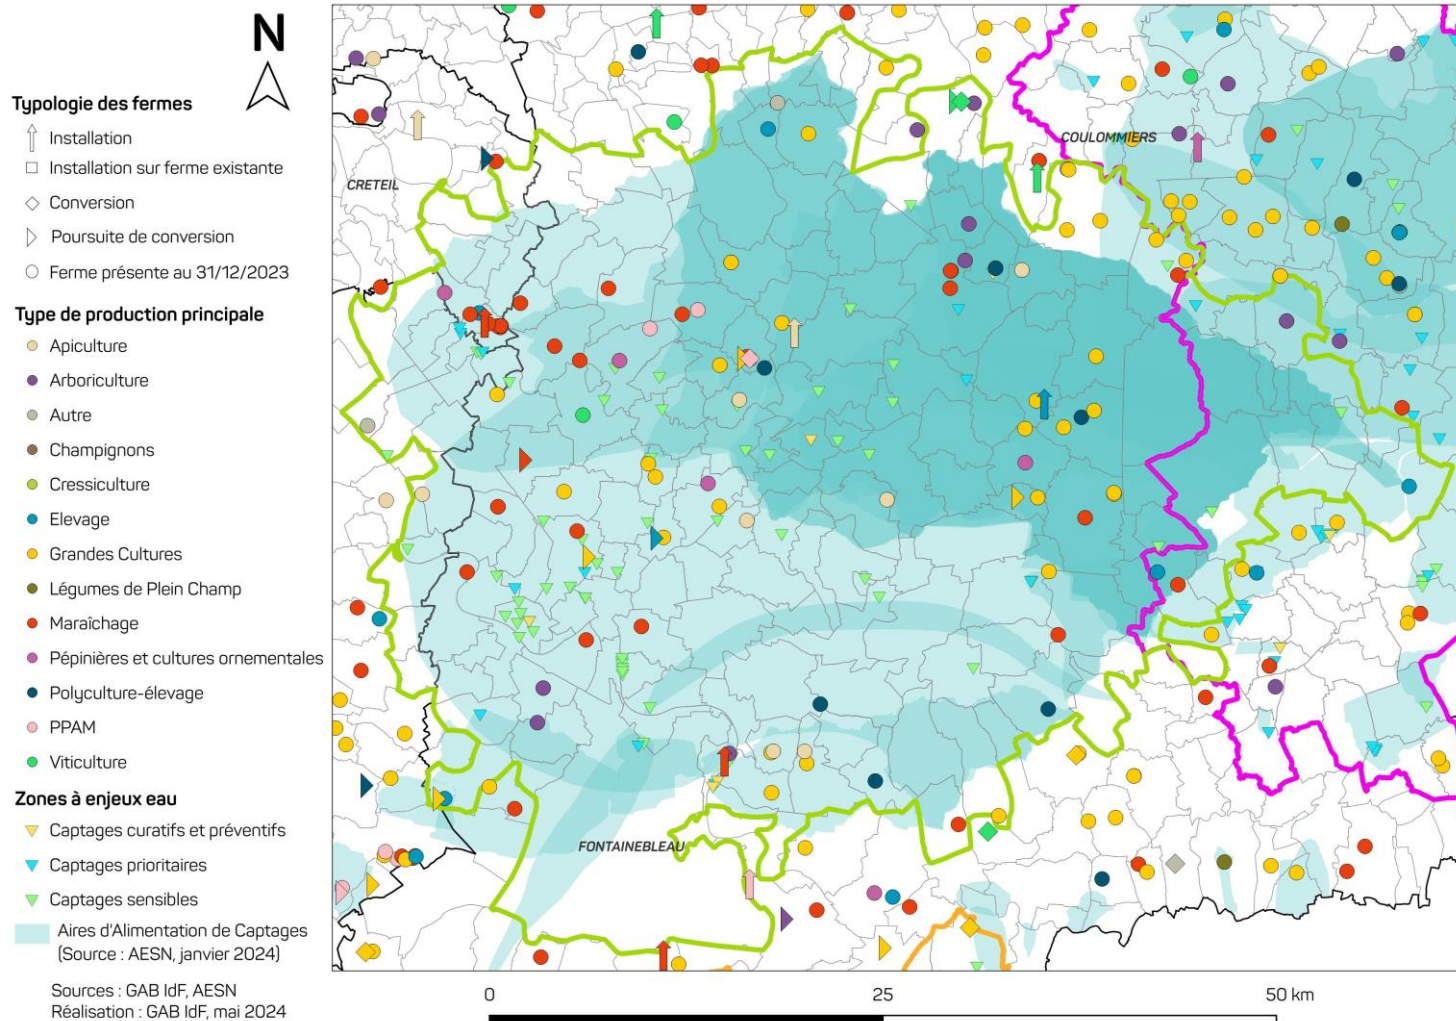 N
Typologie des fermes
Installation
Installation sur ferme existante
Conversion
Poursuite de conversion
Ferme présente au 31/12/2023
Type de production principale
Apiculture
Arboriculture
Autre
Champignons
Cressiculture
Elevage
Grandes Cultures
Légumes de Plein Champ
Maraîchage
Pépinières et cultures ornementales
Polyculture-élevage
PPAM
Viticulture
Zones à enjeux eau
Captages curatifs et préventifs
Captages prioritaires
Captages sensibles
Aires d'Alimentation de Captages
(Source : AESN, janvier 2024)
Sources : GAB IdF, AESN
Réalisation : GAB IdF, mai 2024
CRETEIL
COULOMMIERS
FONTAINEBLEAU
0 25 50 km